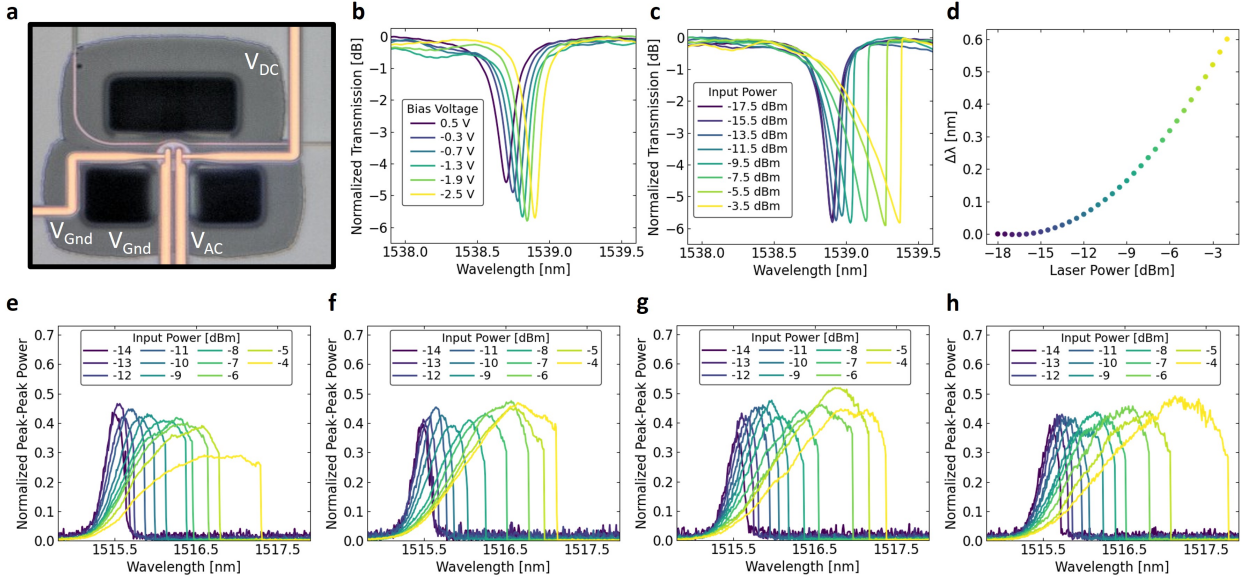 a
V_DC
V_Gnd
V_Gnd
V_AC
b
Normalized Transmission [dB]
0
−1
−2
−3
−4
−5
−6
Bias Voltage
0.5 V
-0.3 V
-0.7 V
-1.3 V
-1.9 V
-2.5 V
1538.0
1538.5
1539.0
1539.5
Wavelength [nm]
c
Normalized Transmission [dB]
0
−1
−2
−3
−4
−5
−6
Input Power
-17.5 dBm
-15.5 dBm
-13.5 dBm
-11.5 dBm
-9.5 dBm
-7.5 dBm
-5.5 dBm
-3.5 dBm
1538.0
1538.5
1539.0
1539.5
Wavelength [nm]
d
Δλ [nm]
0.6
0.5
0.4
0.3
0.2
0.1
0.0
−18
−15
−12
−9
−6
−3
Laser Power [dBm]
e
Normalized Peak-Peak Power
0.7
0.6
0.5
0.4
0.3
0.2
0.1
0.0
Input Power [dBm]
-14 -11 -8 -5
-13 -10 -7 -4
-12 -9 -6
1515.5 1516.5 1517.5
Wavelength [nm]
f
Normalized Peak-Peak Power
0.7
0.6
0.5
0.4
0.3
0.2
0.1
0.0
Input Power [dBm]
-14 -11 -8 -5
-13 -10 -7 -4
-12 -9 -6
1515.5 1516.5 1517.5
Wavelength [nm]
g
Normalized Peak-Peak Power
0.7
0.6
0.5
0.4
0.3
0.2
0.1
0.0
Input Power [dBm]
-14 -11 -8 -5
-13 -10 -7 -4
-12 -9 -6
1515.5 1516.5 1517.5
Wavelength [nm]
h
Normalized Peak-Peak Power
0.7
0.6
0.5
0.4
0.3
0.2
0.1
0.0
Input Power [dBm]
-14 -11 -8 -5
-13 -10 -7 -4
-12 -9 -6
1515.5 1516.5 1517.5
Wavelength [nm]